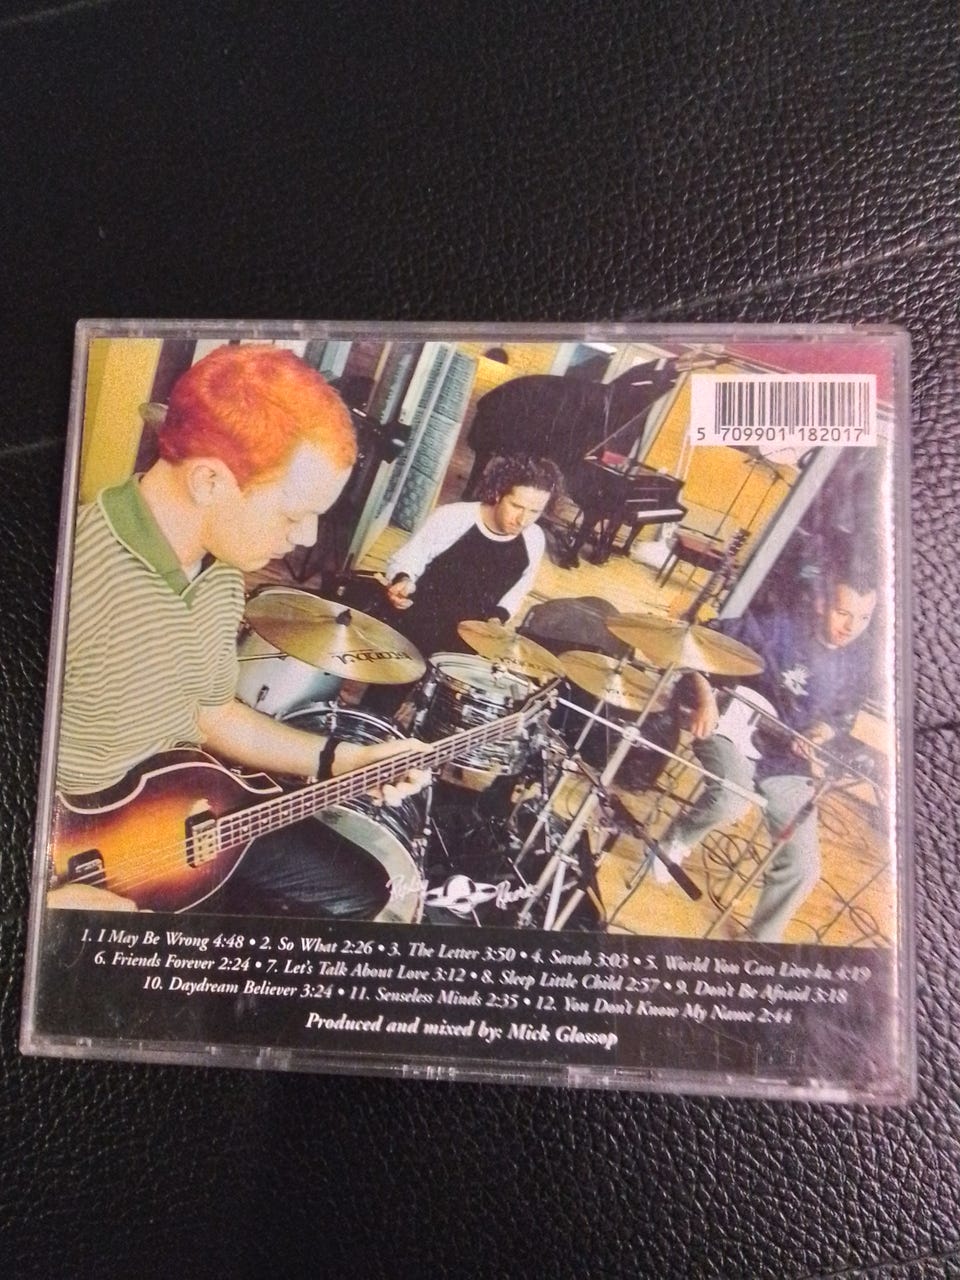 5 709901 182017
istanbul
1. I May Be Wrong 4:48 • 2. So What 2:26 • 3. The Letter 3:50 • 4. Sarah 3:03 • 5. World You Can Live In 4:19
6. Friends Forever 2:24 • 7. Let's Talk About Love 3:12 • 8. Sleep Little Child 2:57 • 9. Don't Be Afraid 3:18
10. Daydream Believer 3:24 • 11. Senseless Minds 2:35 • 12. You Don't Know My Name 2:44
Produced and mixed by: Mick Glossop